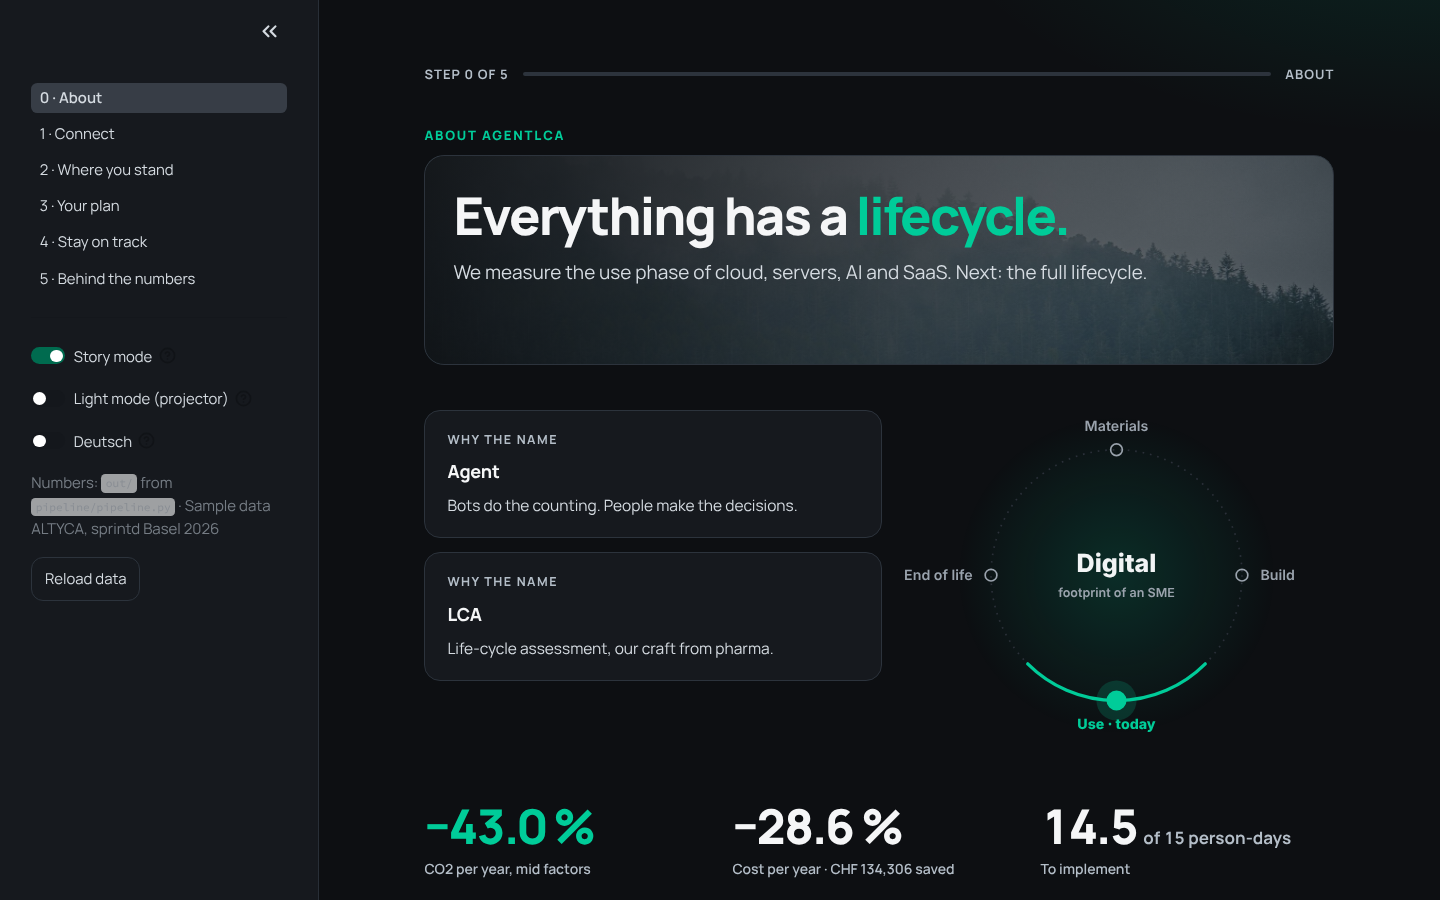 0 · About
1 · Connect
2 · Where you stand
3 · Your plan
4 · Stay on track
5 · Behind the numbers
Story mode
Light mode (projector)
Deutsch
Numbers: out/ from
pipeline/pipeline.py · Sample data
ALTYCA, sprintd Basel 2026
Reload data
STEP 0 OF 5
ABOUT
ABOUT AGENTLCA
Everything has a lifecycle.
We measure the use phase of cloud, servers, AI and SaaS. Next: the full lifecycle.
WHY THE NAME
Agent
Bots do the counting. People make the decisions.
WHY THE NAME
LCA
Life-cycle assessment, our craft from pharma.
Materials
End of life
Digital
footprint of an SME
Build
Use · today
−43.0 %
CO2 per year, mid factors
−28.6 %
Cost per year · CHF 134,306 saved
14.5 of 15 person-days
To implement